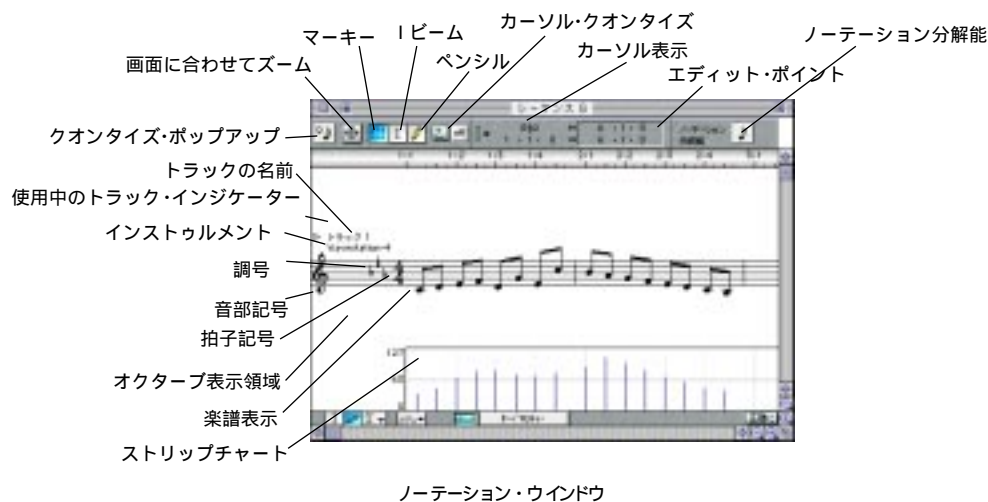 カーソル･クオンタイズ
マーキー
Iビーム
ノーテーション分解能
カーソル表示
画面に合わせてズーム
ペンシル
エディット･ポイント
クオンタイズ･ポップアップ
トラックの名前
使用中のトラック･インジケーター
トラック 1
インストゥルメント
調号
音部記号
拍子記号
127
オクターブ表示領域
楽譜表示
ストリップチャート
ノーテーション・ウインドウ